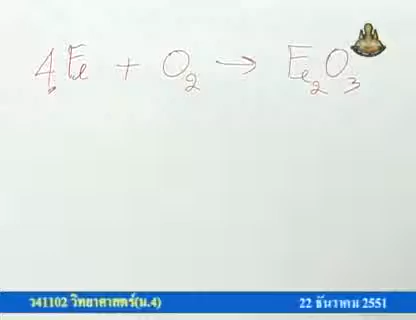 4Fe + O₂ → Fe₂O₃
ว41102 วิทยาศาสตร์(ม.4) 22 ธันวาคม 2551